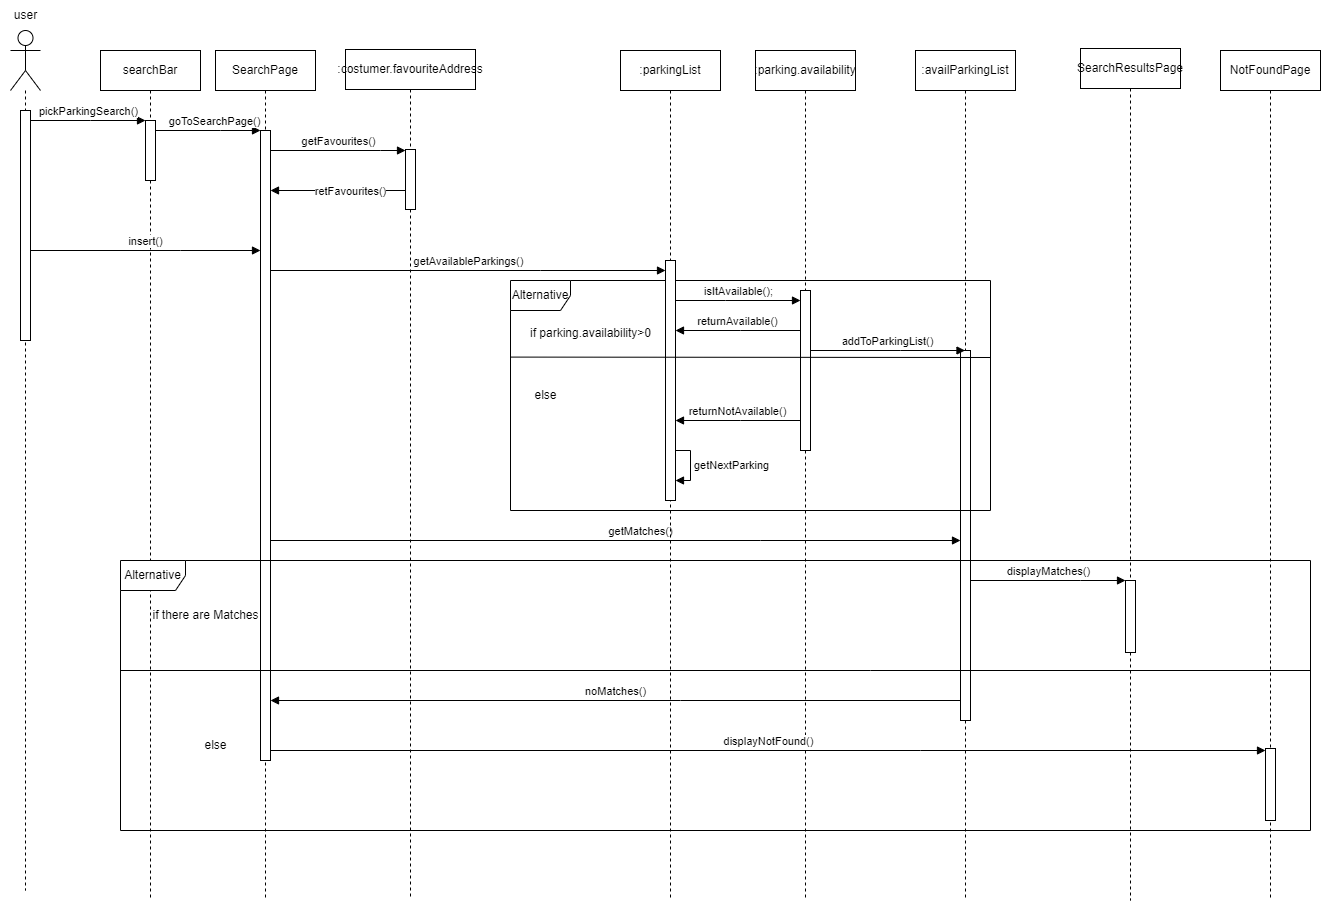 user
searchBar
SearchPage
:costumer.favouriteAddress
:parkingList
:parking.availability
:availParkingList
SearchResultsPage
NotFoundPage
pickParkingSearch()
goToSearchPage()
getFavourites()
retFavourites()
insert()
getAvailableParkings()
Alternative
isItAvailable();
returnAvailable()
if parking.availability>0
addToParkingList()
else
returnNotAvailable()
getNextParking
getMatches()
Alternative
displayMatches()
if there are Matches
noMatches()
else
displayNotFound()